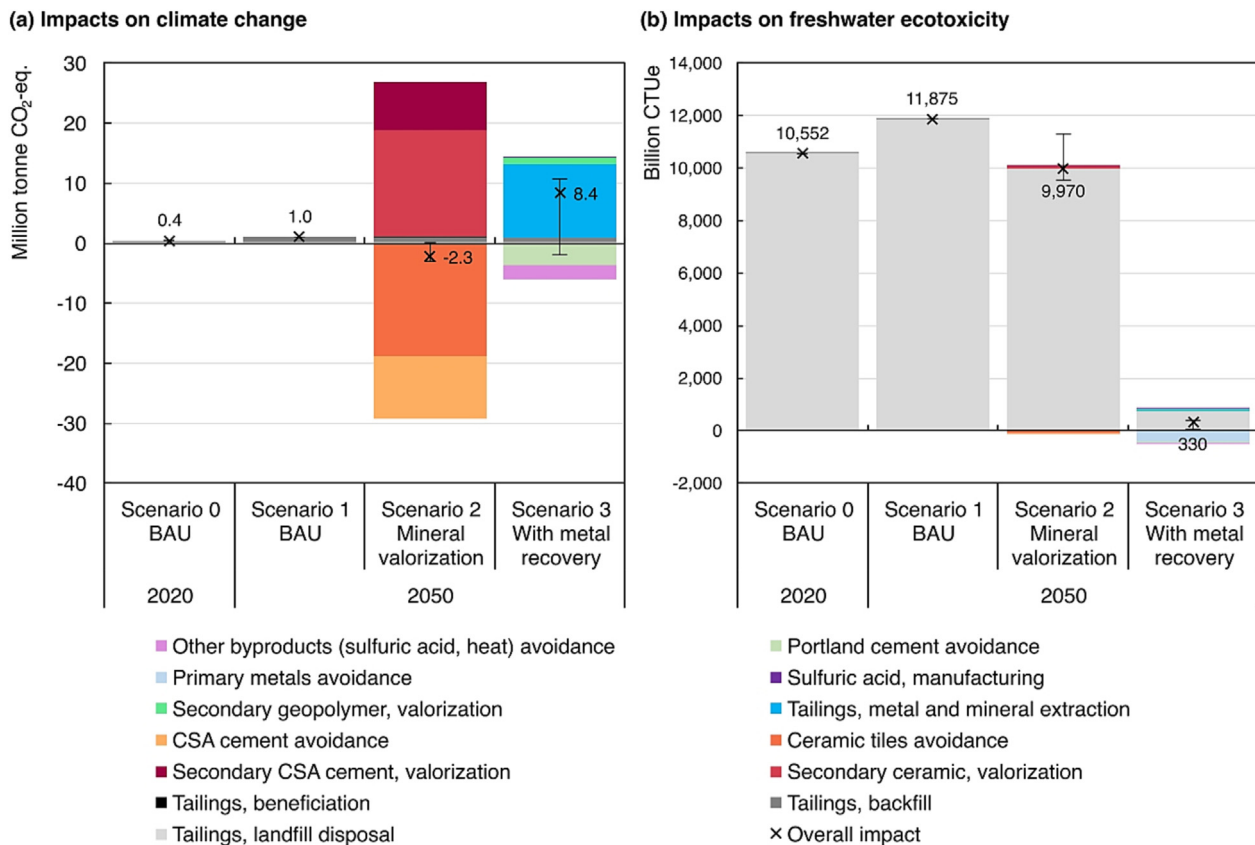 (a) Impacts on climate change
Million tonne CO₂-eq.
30
20
10
0
-10
-20
-30
-40
0.4
1.0
-2.3
8.4
Scenario 0
BAU
Scenario 1
BAU
Scenario 2
Mineral
valorization
Scenario 3
With metal
recovery
2020
2050
(b) Impacts on freshwater ecotoxicity
Billion CTUe
14,000
12,000
10,000
8,000
6,000
4,000
2,000
0
-2,000
10,552
11,875
9,970
330
Scenario 0
BAU
Scenario 1
BAU
Scenario 2
Mineral
valorization
Scenario 3
With metal
recovery
2020
2050
Other byproducts (sulfuric acid, heat) avoidance
Primary metals avoidance
Secondary geopolymer, valorization
CSA cement avoidance
Secondary CSA cement, valorization
Tailings, beneficiation
Tailings, landfill disposal
Portland cement avoidance
Sulfuric acid, manufacturing
Tailings, metal and mineral extraction
Ceramic tiles avoidance
Secondary ceramic, valorization
Tailings, backfill
Overall impact